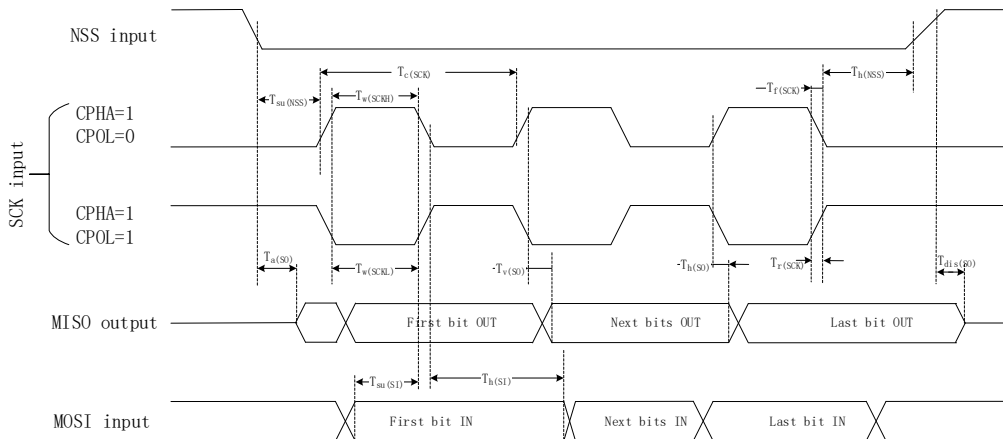 NSS input
Tc(SCK)
Th(NSS)
Tsu(NSS)
Tw(SCKH)
Tf(SCK)
CPHA=1
CPOL=0
SCK input
CPHA=1
CPOL=1
Ta(SO)
Tw(SCKL)
Tv(SO)
Th(SO)
Tr(SCK)
Tdis(SO)
MISO output
First bit OUT
Next bits OUT
Last bit OUT
Tsu(SI)
Th(SI)
MOSI input
First bit IN
Next bits IN
Last bit IN